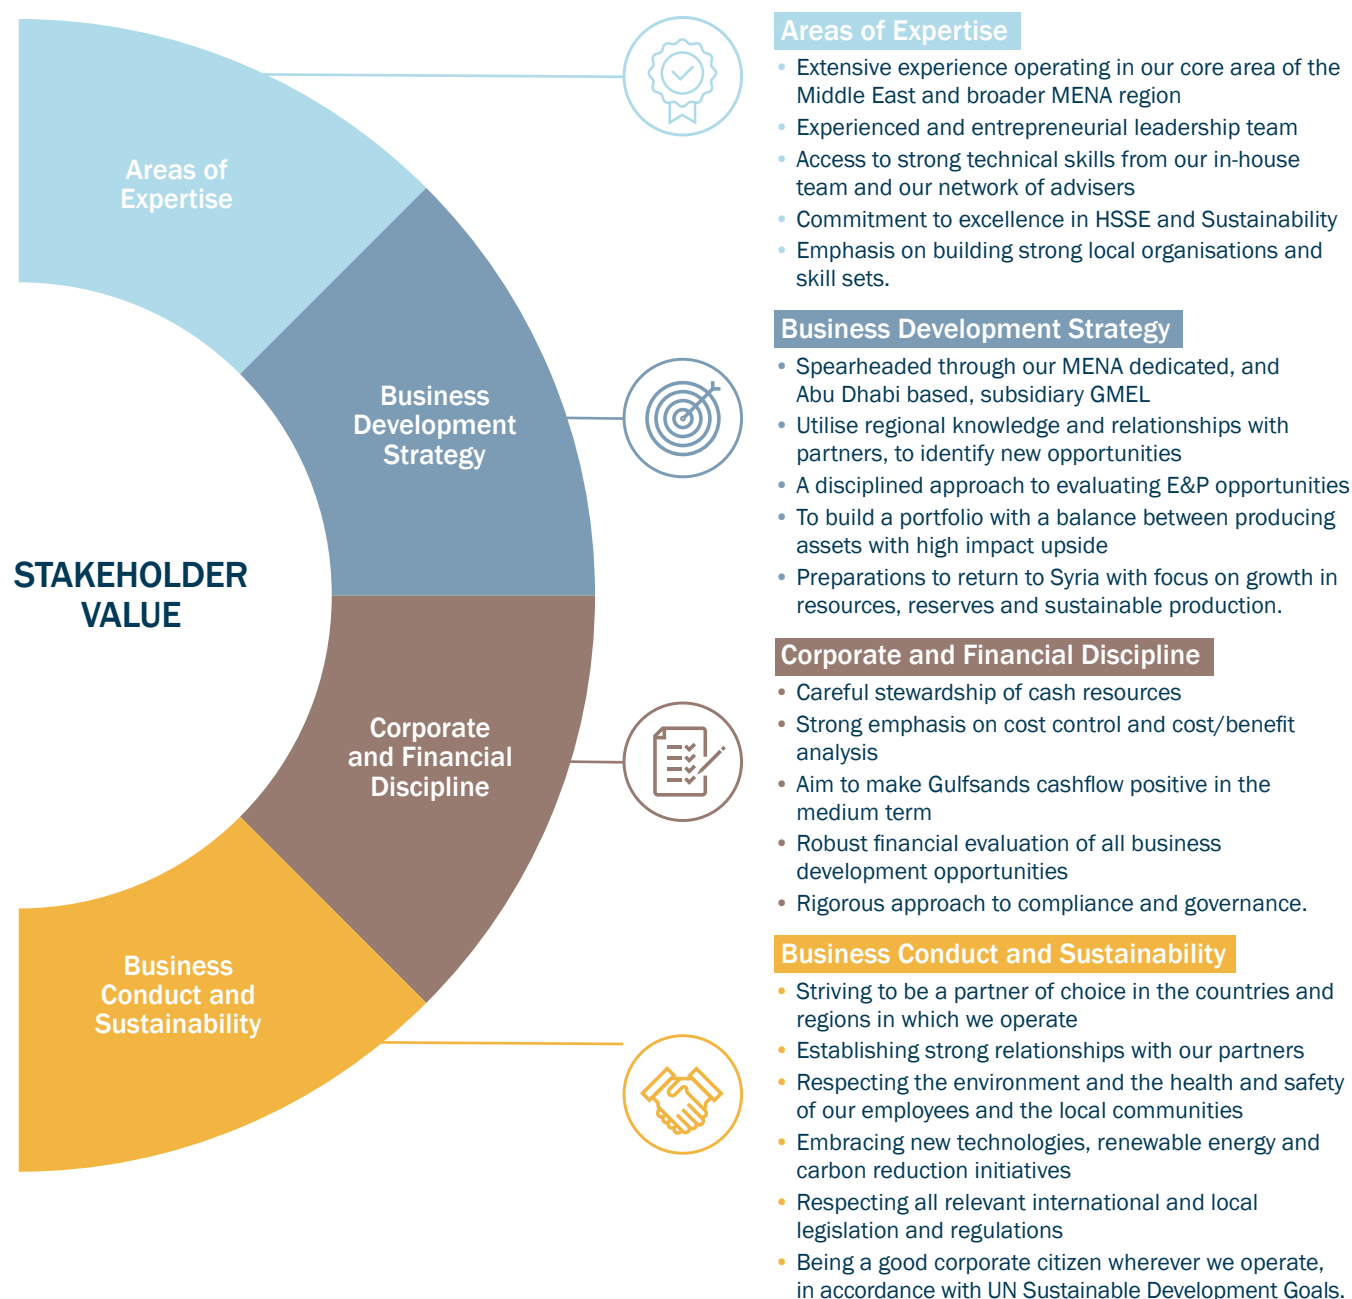 Areas of
Expertise
Business
Development
Strategy
STAKEHOLDER
VALUE
Corporate
and Financial
Discipline
Business
Conduct and
Sustainability
Areas of Expertise
• Extensive experience operating in our core area of the
Middle East and broader MENA region
• Experienced and entrepreneurial leadership team
• Access to strong technical skills from our in-house
team and our network of advisers
• Commitment to excellence in HSSE and Sustainability
• Emphasis on building strong local organisations and
skill sets.
Business Development Strategy
• Spearheaded through our MENA dedicated, and
Abu Dhabi based, subsidiary GMEL
• Utilise regional knowledge and relationships with
partners, to identify new opportunities
• A disciplined approach to evaluating E&P opportunities
• To build a portfolio with a balance between producing
assets with high impact upside
• Preparations to return to Syria with focus on growth in
resources, reserves and sustainable production.
Corporate and Financial Discipline
• Careful stewardship of cash resources
• Strong emphasis on cost control and cost/benefit
analysis
• Aim to make Gulfsands cashflow positive in the
medium term
• Robust financial evaluation of all business
development opportunities
• Rigorous approach to compliance and governance.
Business Conduct and Sustainability
• Striving to be a partner of choice in the countries and
regions in which we operate
• Establishing strong relationships with our partners
• Respecting the environment and the health and safety
of our employees and the local communities
• Embracing new technologies, renewable energy and
carbon reduction initiatives
• Respecting all relevant international and local
legislation and regulations
• Being a good corporate citizen wherever we operate,
in accordance with UN Sustainable Development Goals.